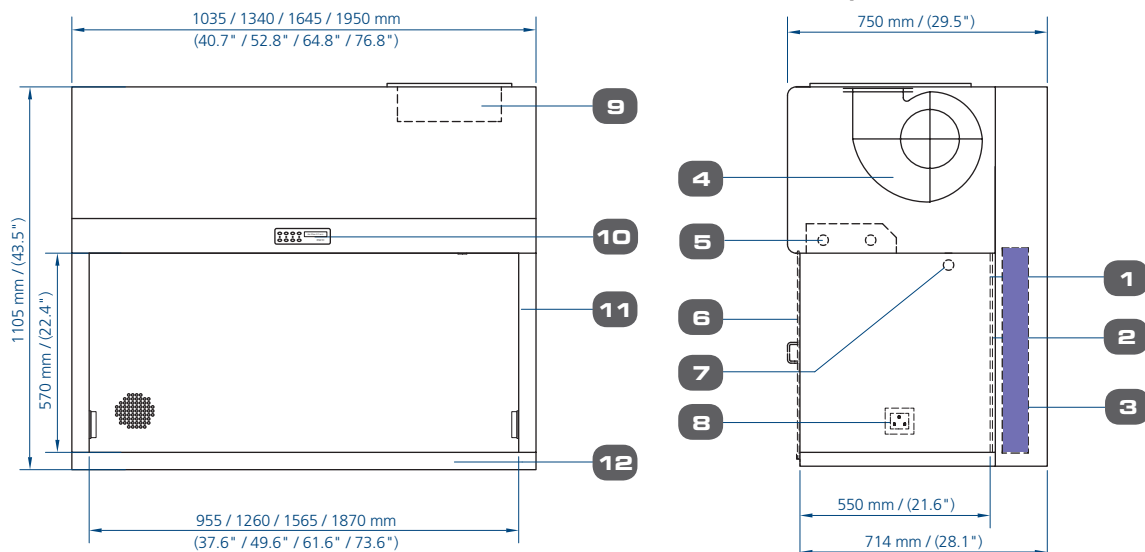 1035 / 1340 / 1645 / 1950 mm
(40.7" / 52.8" / 64.8" / 76.8")
750 mm / (29.5")
9
4
1105 mm / (43.5")
10
5
570 mm / (22.4")
1
11
6
2
7
3
8
12
955 / 1260 / 1565 / 1870 mm
(37.6" / 49.6" / 61.6" / 73.6")
550 mm / (21.6")
714 mm / (28.1")